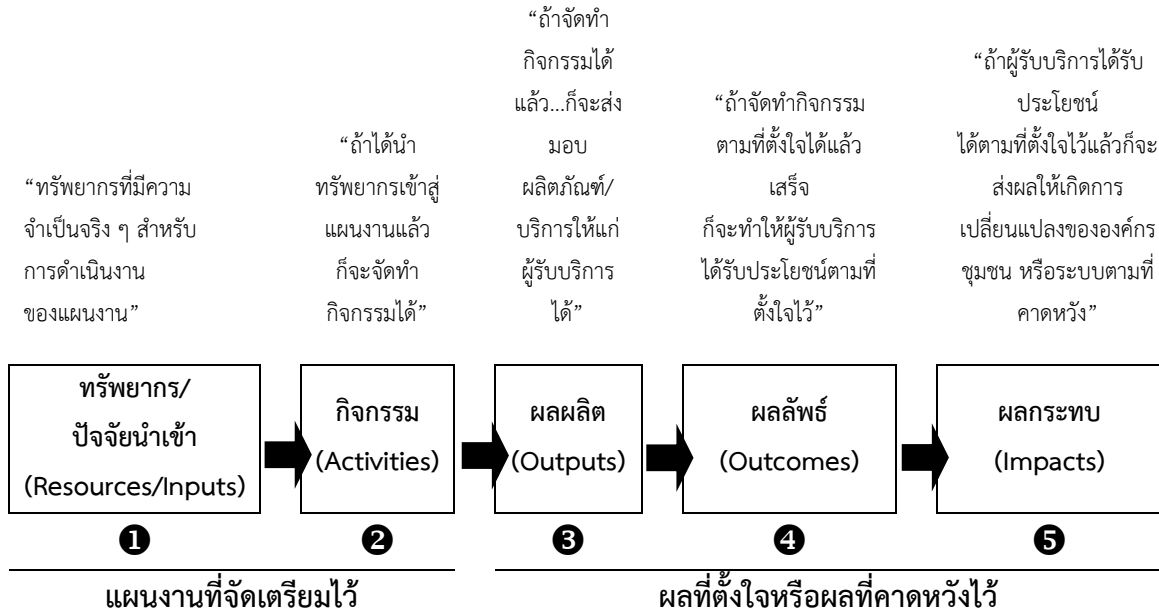 “ทรัพยากรที่มีความ
จำเป็นจริง ๆ สำหรับ
การดำเนินงาน
ของแผนงาน”
“ถ้าได้นำ
ทรัพยากรเข้าสู่
แผนงานแล้ว
ก็จะจัดทำ
กิจกรรมได้”
“ถ้าจัดทำ
กิจกรรมได้
แล้ว...ก็จะส่ง
มอบ
ผลิตภัณฑ์/
บริการให้แก่
ผู้รับบริการ
ได้”
“ถ้าจัดทำกิจกรรม
ตามที่ตั้งใจได้แล้ว
เสร็จ
ก็จะทำให้ผู้รับบริการ
ได้รับประโยชน์ตามที่
ตั้งใจไว้”
“ถ้าผู้รับบริการได้รับ
ประโยชน์
ได้ตามที่ตั้งใจไว้แล้วก็จะ
ส่งผลให้เกิดการ
เปลี่ยนแปลงขององค์กร
ชุมชน หรือระบบตามที่
คาดหวัง”
ทรัพยากร/
ปัจจัยนำเข้า
(Resources/Inputs)
กิจกรรม
(Activities)
ผลผลิต
(Outputs)
ผลลัพธ์
(Outcomes)
ผลกระทบ
(Impacts)
❶ ❷ ❸ ❹ ❺
แผนงานที่จัดเตรียมไว้
ผลที่ตั้งใจหรือผลที่คาดหวังไว้